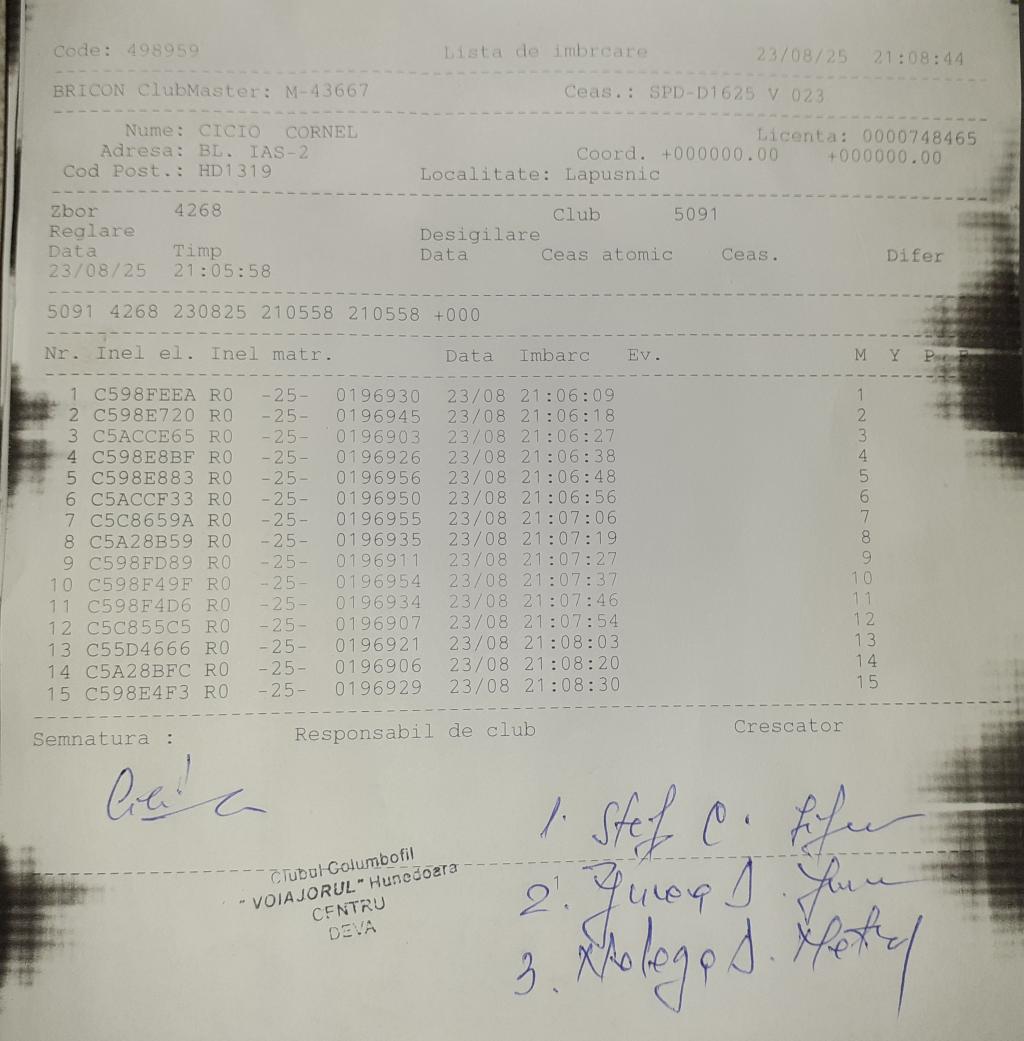 Code: 498959 Lista de imbrcare 23/08/25 21:08:44
BRICON ClubMaster: M-43667 Ceas.: SPD-D1625 V 023
Nume: CICIO CORNEL Licenta: 0000748465
Adresa: BL. IAS-2 Coord. +000000.00 +000000.00
Cod Post.: HD1319 Localitate: Lapusnic
Zbor 4268 Club 5091
Reglare Desigilare
Data Timp Data Ceas atomic Ceas. Difer
23/08/25 21:05:58
5091 4268 230825 210558 210558 +000
Nr. Inel el. Inel matr. Data Imbarc Ev. M Y P
1 C598FEEA RO -25- 0196930 23/08 21:06:09 1
2 C598E720 RO -25- 0196945 23/08 21:06:18 2
3 C5ACCE65 RO -25- 0196903 23/08 21:06:27 3
4 C598E8BF RO -25- 0196926 23/08 21:06:38 4
5 C598E883 RO -25- 0196956 23/08 21:06:48 5
6 C5ACCF33 RO -25- 0196950 23/08 21:06:56 6
7 C5C8659A RO -25- 0196955 23/08 21:07:06 7
8 C5A28B59 RO -25- 0196935 23/08 21:07:19 8
9 C598FD89 RO -25- 0196911 23/08 21:07:27 9
10 C598F49F RO -25- 0196954 23/08 21:07:37 10
11 C598F4D6 RO -25- 0196934 23/08 21:07:46 11
12 C5C855C5 RO -25- 0196907 23/08 21:07:54 12
13 C55D4666 RO -25- 0196921 23/08 21:08:03 13
14 C5A28BFC RO -25- 0196906 23/08 21:08:20 14
15 C598E4F3 RO -25- 0196929 23/08 21:08:30 15
Semnatura : Responsabil de club Crescator
1. Stef C.
Clubul Columbofil
"VOIAJORUL" Hunedoara
CENTRU
DEVA
2.
3.